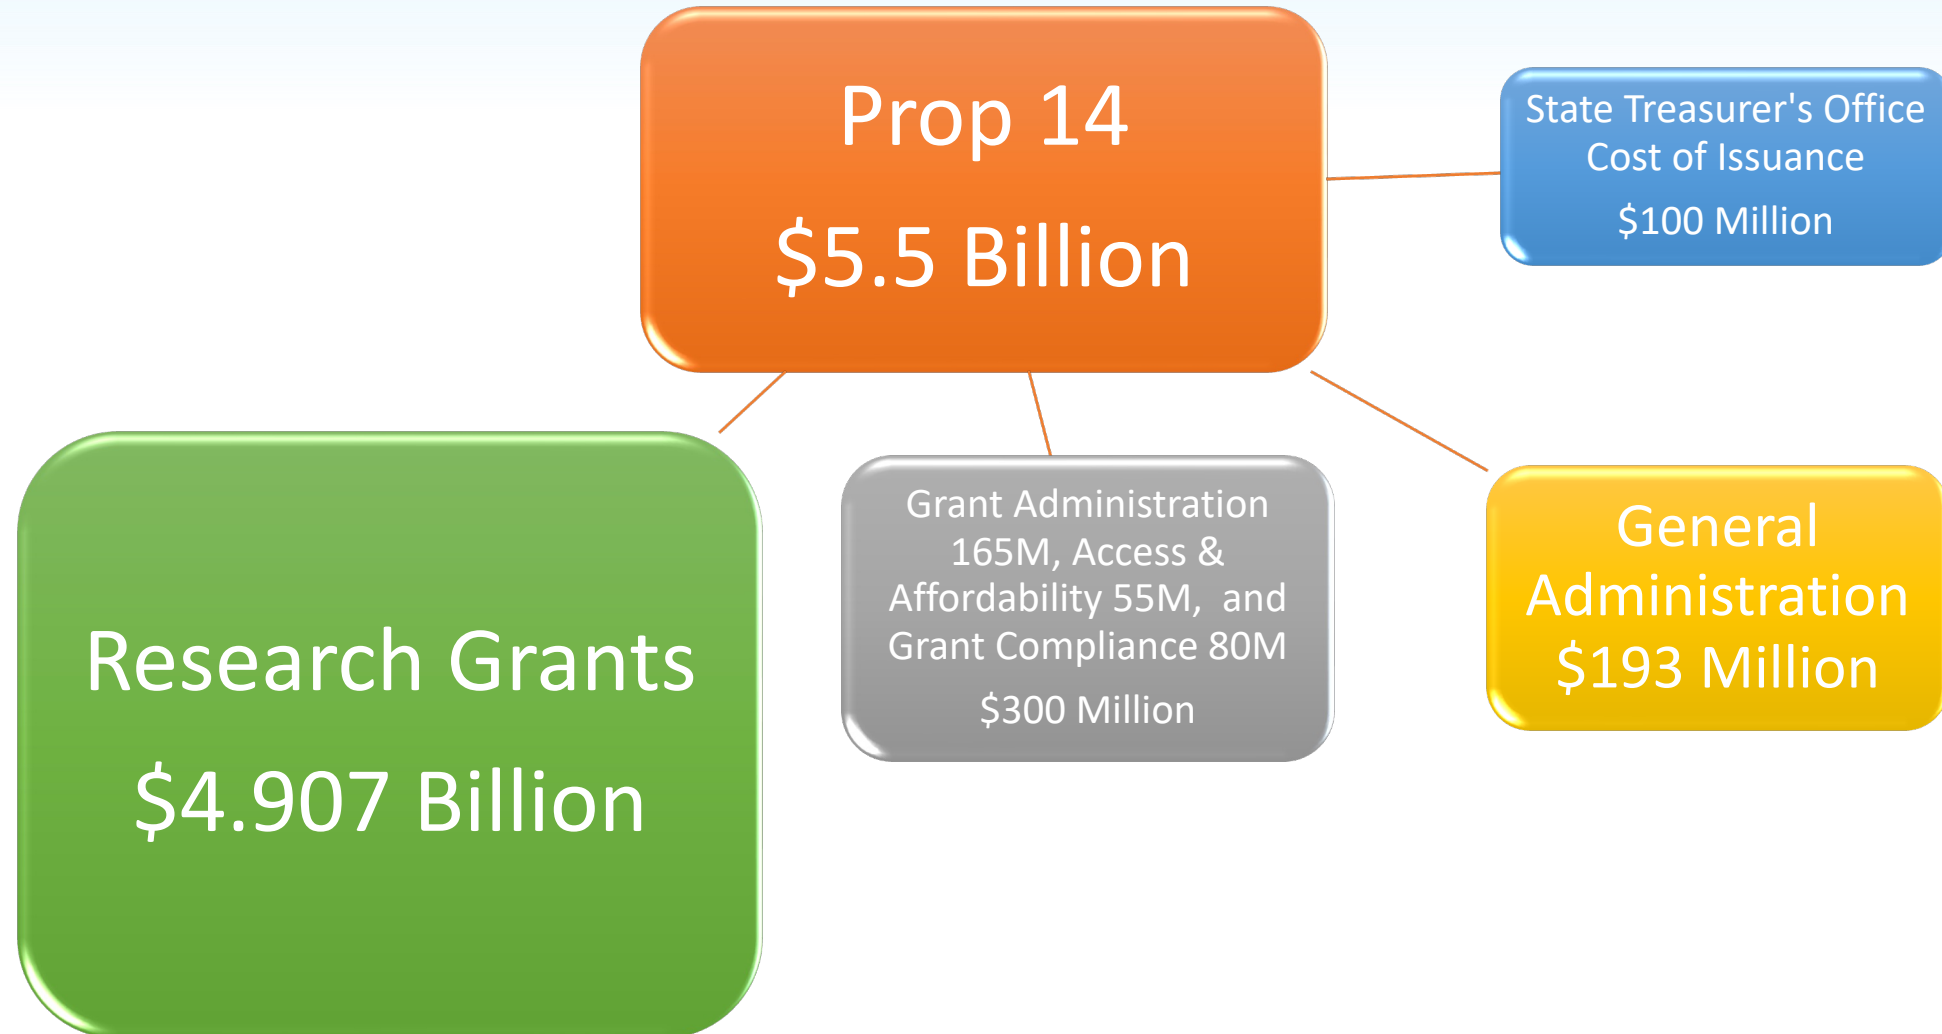 Prop 14
$5.5 Billion
State Treasurer's Office
Cost of Issuance
$100 Million
Research Grants
$4.907 Billion
Grant Administration
165M, Access &
Affordability 55M,  and
Grant Compliance 80M
$300 Million
General
Administration
$193 Million